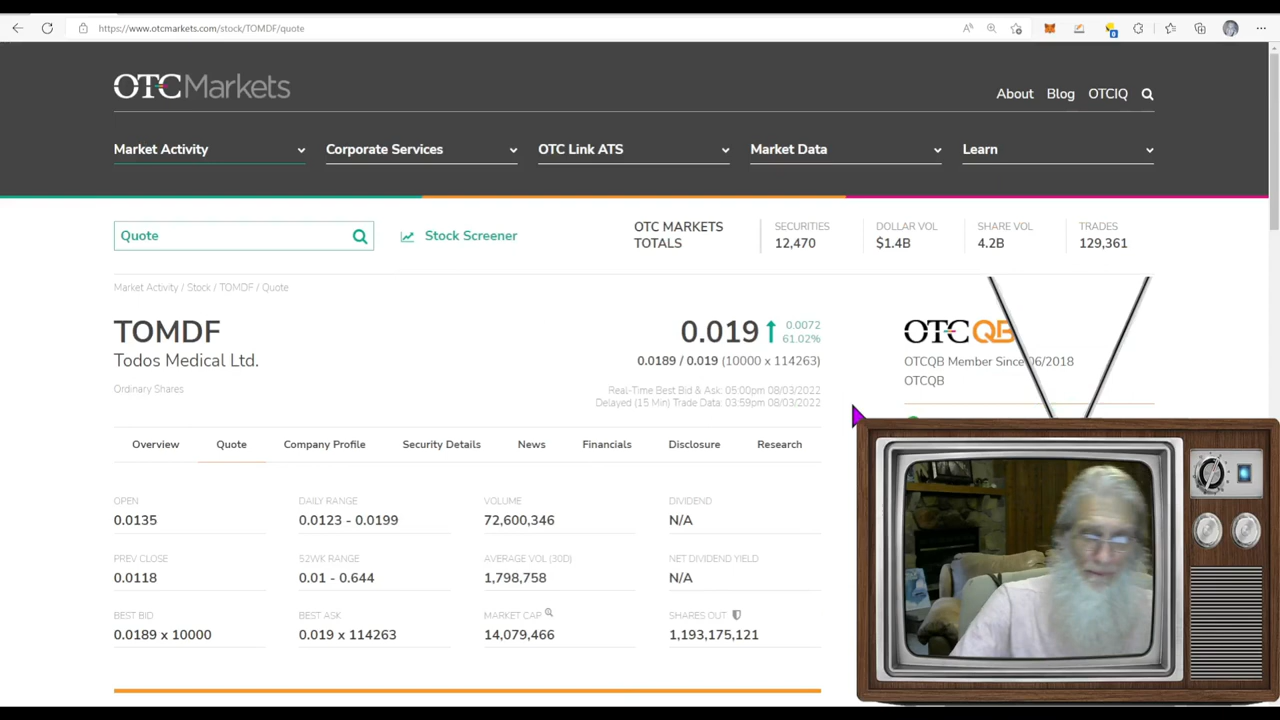 https://www.otcmarkets.com/stock/TOMDF/quote
OTCMarkets
About Blog OTCIQ
Market Activity Corporate Services OTC Link ATS Market Data Learn
Quote
Stock Screener
OTC MARKETS
TOTALS
SECURITIES DOLLAR VOL SHARE VOL TRADES
12,470 $1.4B 4.2B 129,361
Market Activity / Stock / TOMDF / Quote
TOMDF
Todos Medical Ltd.
Ordinary Shares
0.019 0.0072
61.02%
0.0189 / 0.019 (10000 x 114263)
Real-Time Best Bid & Ask: 05:00pm 08/03/2022
Delayed (15 Min) Trade Data: 03:59pm 08/03/2022
OTCQB
OTCQB Member Since 06/2018
OTCQB
Overview Quote Company Profile Security Details News Financials Disclosure Research
OPEN DAILY RANGE VOLUME DIVIDEND
0.0135 0.0123 - 0.0199 72,600,346 N/A
PREV CLOSE 52WK RANGE AVERAGE VOL (30D) NET DIVIDEND YIELD
0.0118 0.01 - 0.644 1,798,758 N/A
BEST BID BEST ASK MARKET CAP SHARES OUT
0.0189 x 10000 0.019 x 114263 14,079,466 1,193,175,121